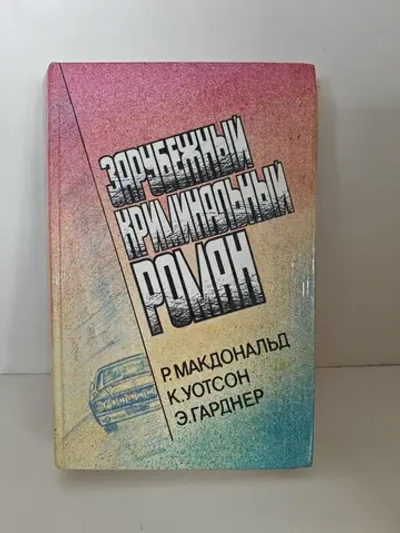 ЗАРУБЕЖНЫЙ
КРИМИНАЛЬНЫЙ
РОМАН
Р. МАКДОНАЛЬД
К. УОТСОН
Э. ГАРДНЕР